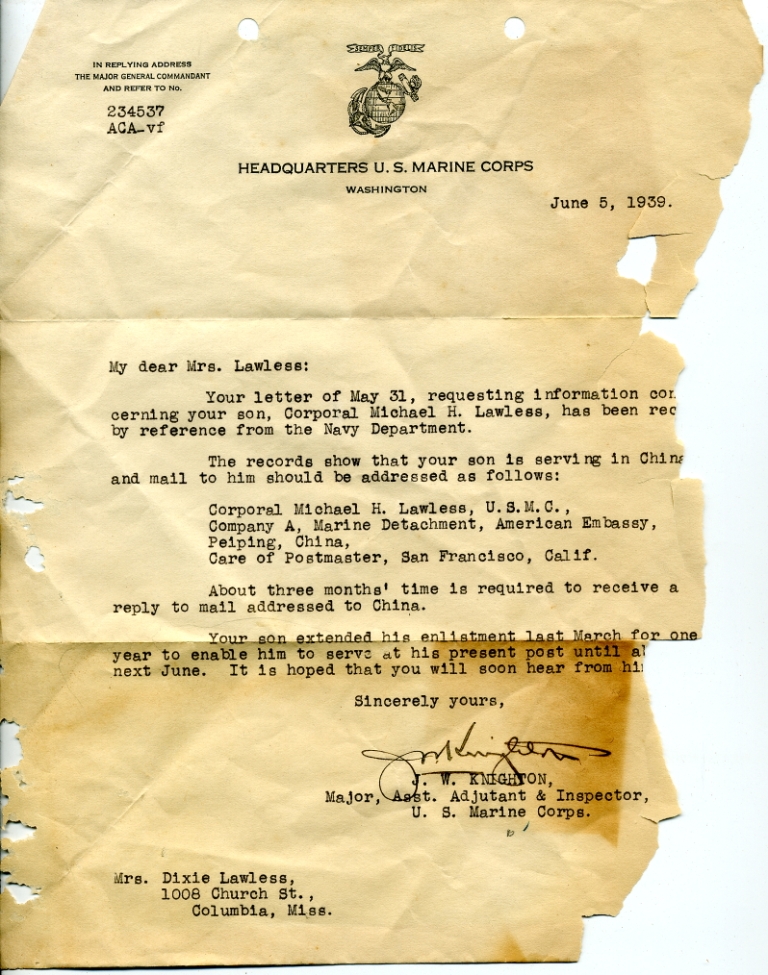 SEMPER FIDELIS
IN REPLYING ADDRESS
THE MAJOR GENERAL COMMANDANT
AND REFER TO No.
234537
ACA-vf
HEADQUARTERS U. S. MARINE CORPS
WASHINGTON
June 5, 1939.
My dear Mrs. Lawless:
Your letter of May 31, requesting information con
cerning your son, Corporal Michael H. Lawless, has been rec
by reference from the Navy Department.
The records show that your son is serving in China
and mail to him should be addressed as follows:
Corporal Michael H. Lawless, U.S.M.C.,
Company A, Marine Detachment, American Embassy,
Peiping, China,
Care of Postmaster, San Francisco, Calif.
About three months' time is required to receive a
reply to mail addressed to China.
Your son extended his enlistment last March for one
year to enable him to serve at his present post until
next June.  It is hoped that you will soon hear from him
Sincerely yours,
J W Knighton
J. W. KNIGHTON,
Major, Asst. Adjutant & Inspector,
U. S. Marine Corps.
Mrs. Dixie Lawless,
1008 Church St.,
Columbia, Miss.